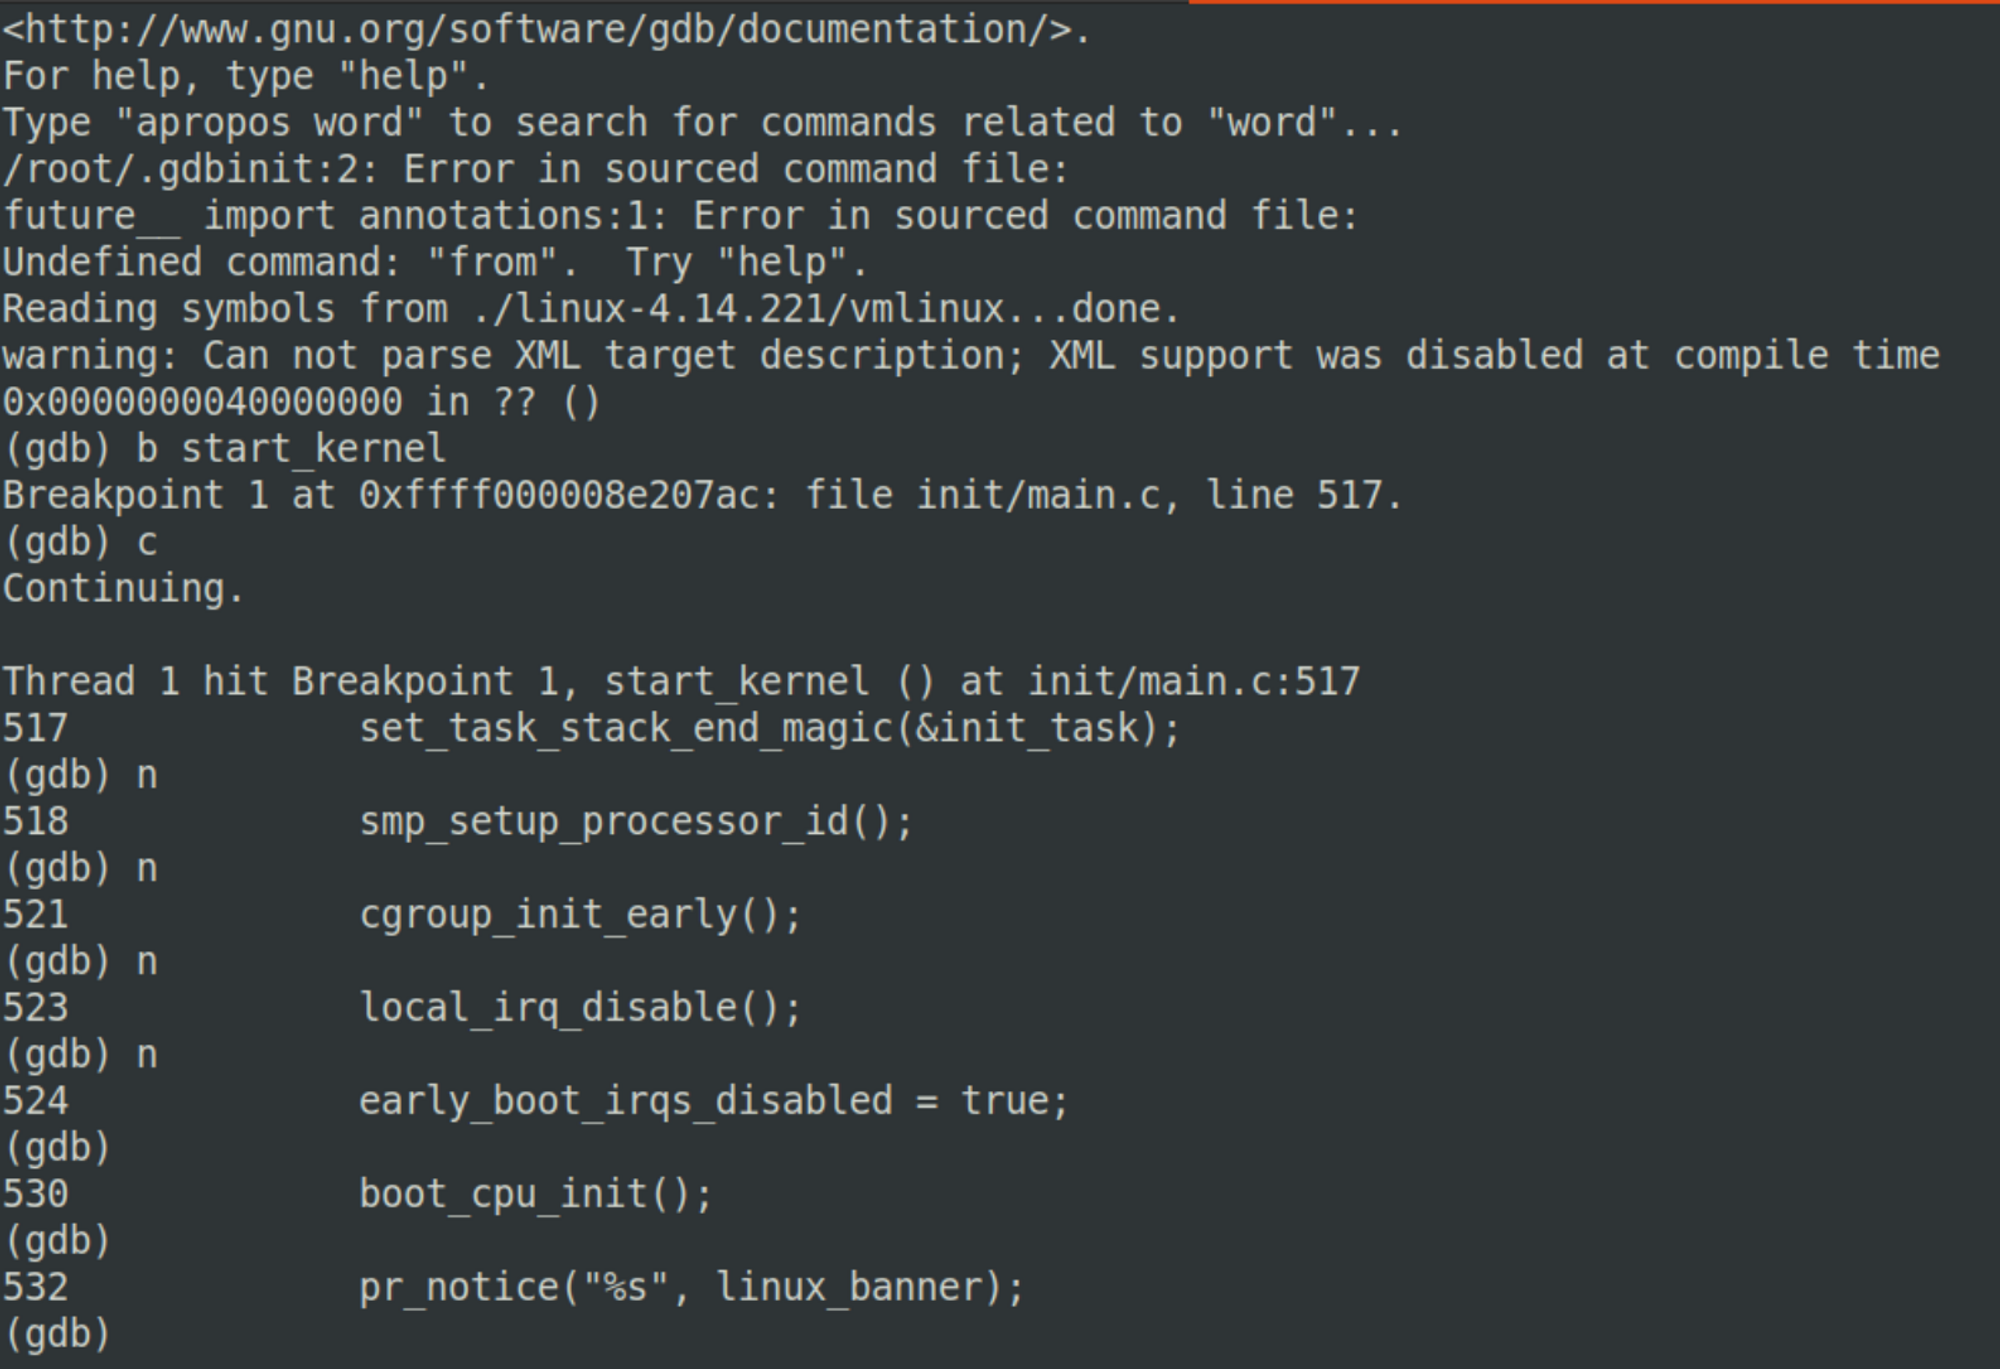 <http://www.gnu.org/software/gdb/documentation/>.
For help, type "help".
Type "apropos word" to search for commands related to "word"...
/root/.gdbinit:2: Error in sourced command file:
future__ import annotations:1: Error in sourced command file:
Undefined command: "from".  Try "help".
Reading symbols from ./linux-4.14.221/vmlinux...done.
warning: Can not parse XML target description; XML support was disabled at compile time
0x0000000040000000 in ?? ()
(gdb) b start_kernel
Breakpoint 1 at 0xffff000008e207ac: file init/main.c, line 517.
(gdb) c
Continuing.

Thread 1 hit Breakpoint 1, start_kernel () at init/main.c:517
517             set_task_stack_end_magic(&init_task);
(gdb) n
518             smp_setup_processor_id();
(gdb) n
521             cgroup_init_early();
(gdb) n
523             local_irq_disable();
(gdb) n
524             early_boot_irqs_disabled = true;
(gdb)
530             boot_cpu_init();
(gdb)
532             pr_notice("%s", linux_banner);
(gdb)